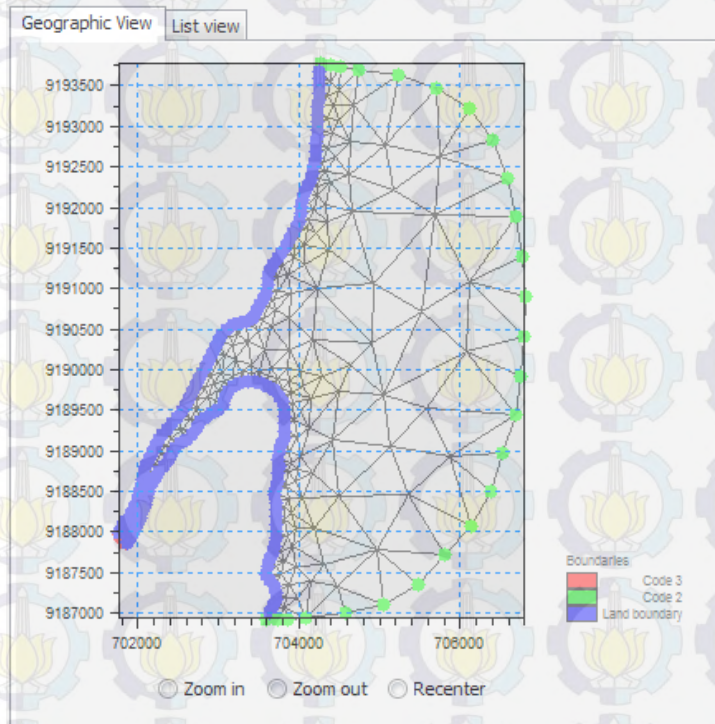 Geographic View
List view
9193500
9193000
9192500
9192000
9191500
9191000
9190500
9190000
9189500
9189000
9188500
9188000
9187500
9187000
702000
704000
706000
Boundaries
Code 3
Code 2
Land boundary
Zoom in
Zoom out
Recenter